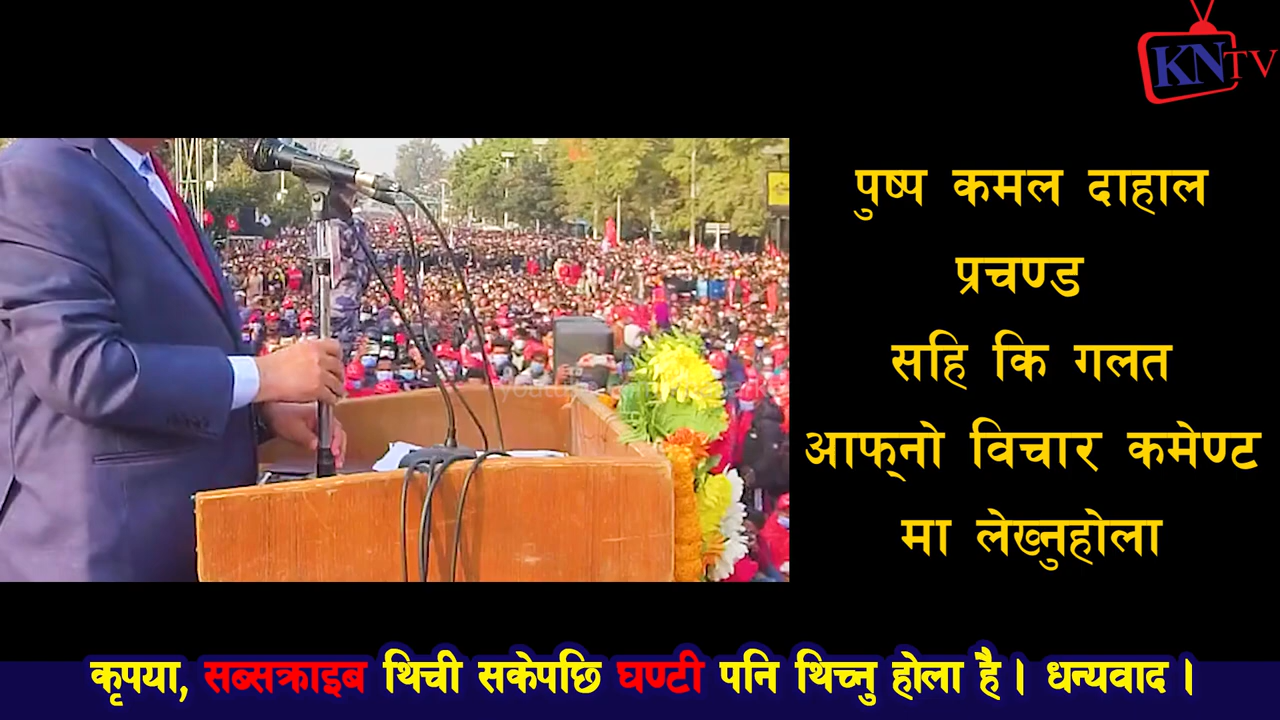 KNTV
पुष्प कमल दाहाल
प्रचण्ड
सहि कि गलत
आफ्नो विचार कमेण्ट
मा लेख्नुहोला
कृपया, सब्सक्राइब थिची सकेपछि घण्टी पनि थिच्नु होला है । धन्यवाद ।